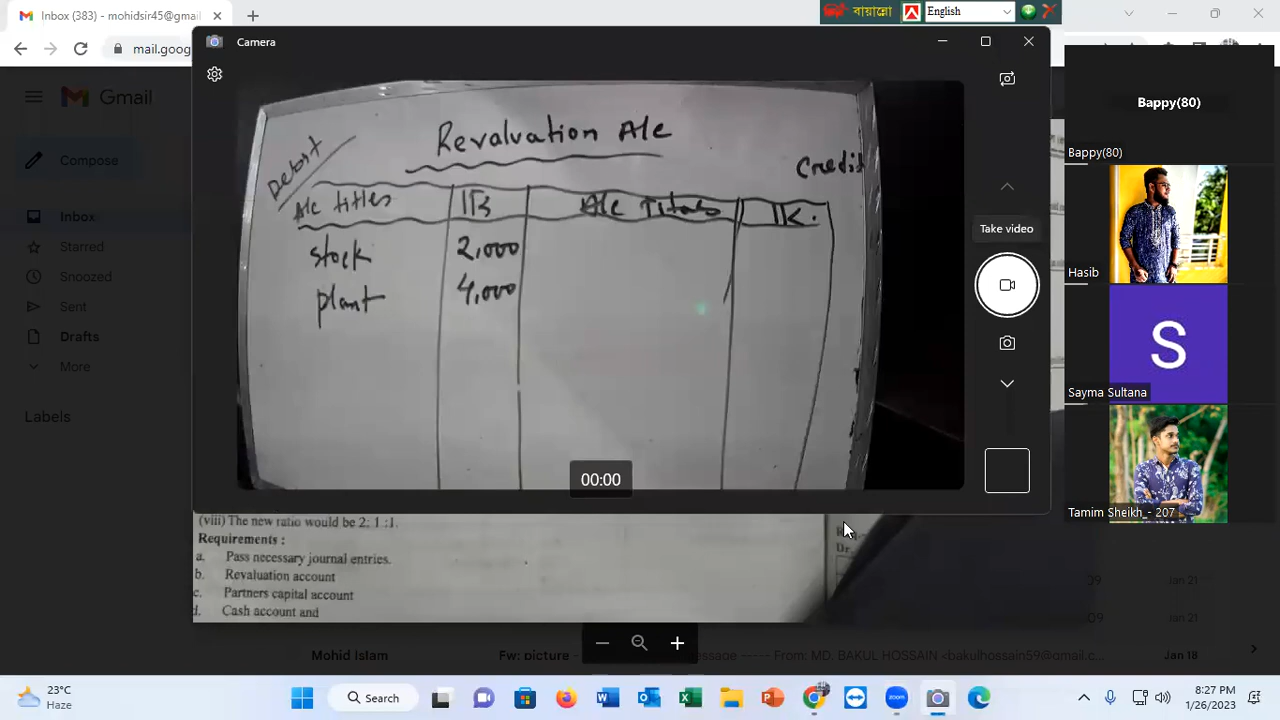 Inbox (383) - mohidsir45@gmail
বায়ান্নো
English
mail.goog
Camera
Gmail
Compose
Inbox
Starred
Snoozed
Sent
Drafts
More
Labels
Revaluation A/c
Debit
Credit
A/c titles
Tk
A/c Titles
Tk.
Stock
2,000
plant
4,000
00:00
Take video
Bappy(80)
Bappy(80)
Hasib
S
Sayma Sultana
Tamim Sheikh_- 207
(viii) The new ratio would be 2: 1 :1.
Requirements :
a. Pass necessary journal entries.
b. Revaluation account
c. Partners capital account
d. Cash account and
Dr.
09
Jan 21
09
Jan 21
Mohid Islam
Fw: picture -
message ----- From: MD. BAKUL HOSSAIN <bakulhossain59@gmail.c...
Jan 18
23°C
Haze
Search
8:27 PM
1/26/2023